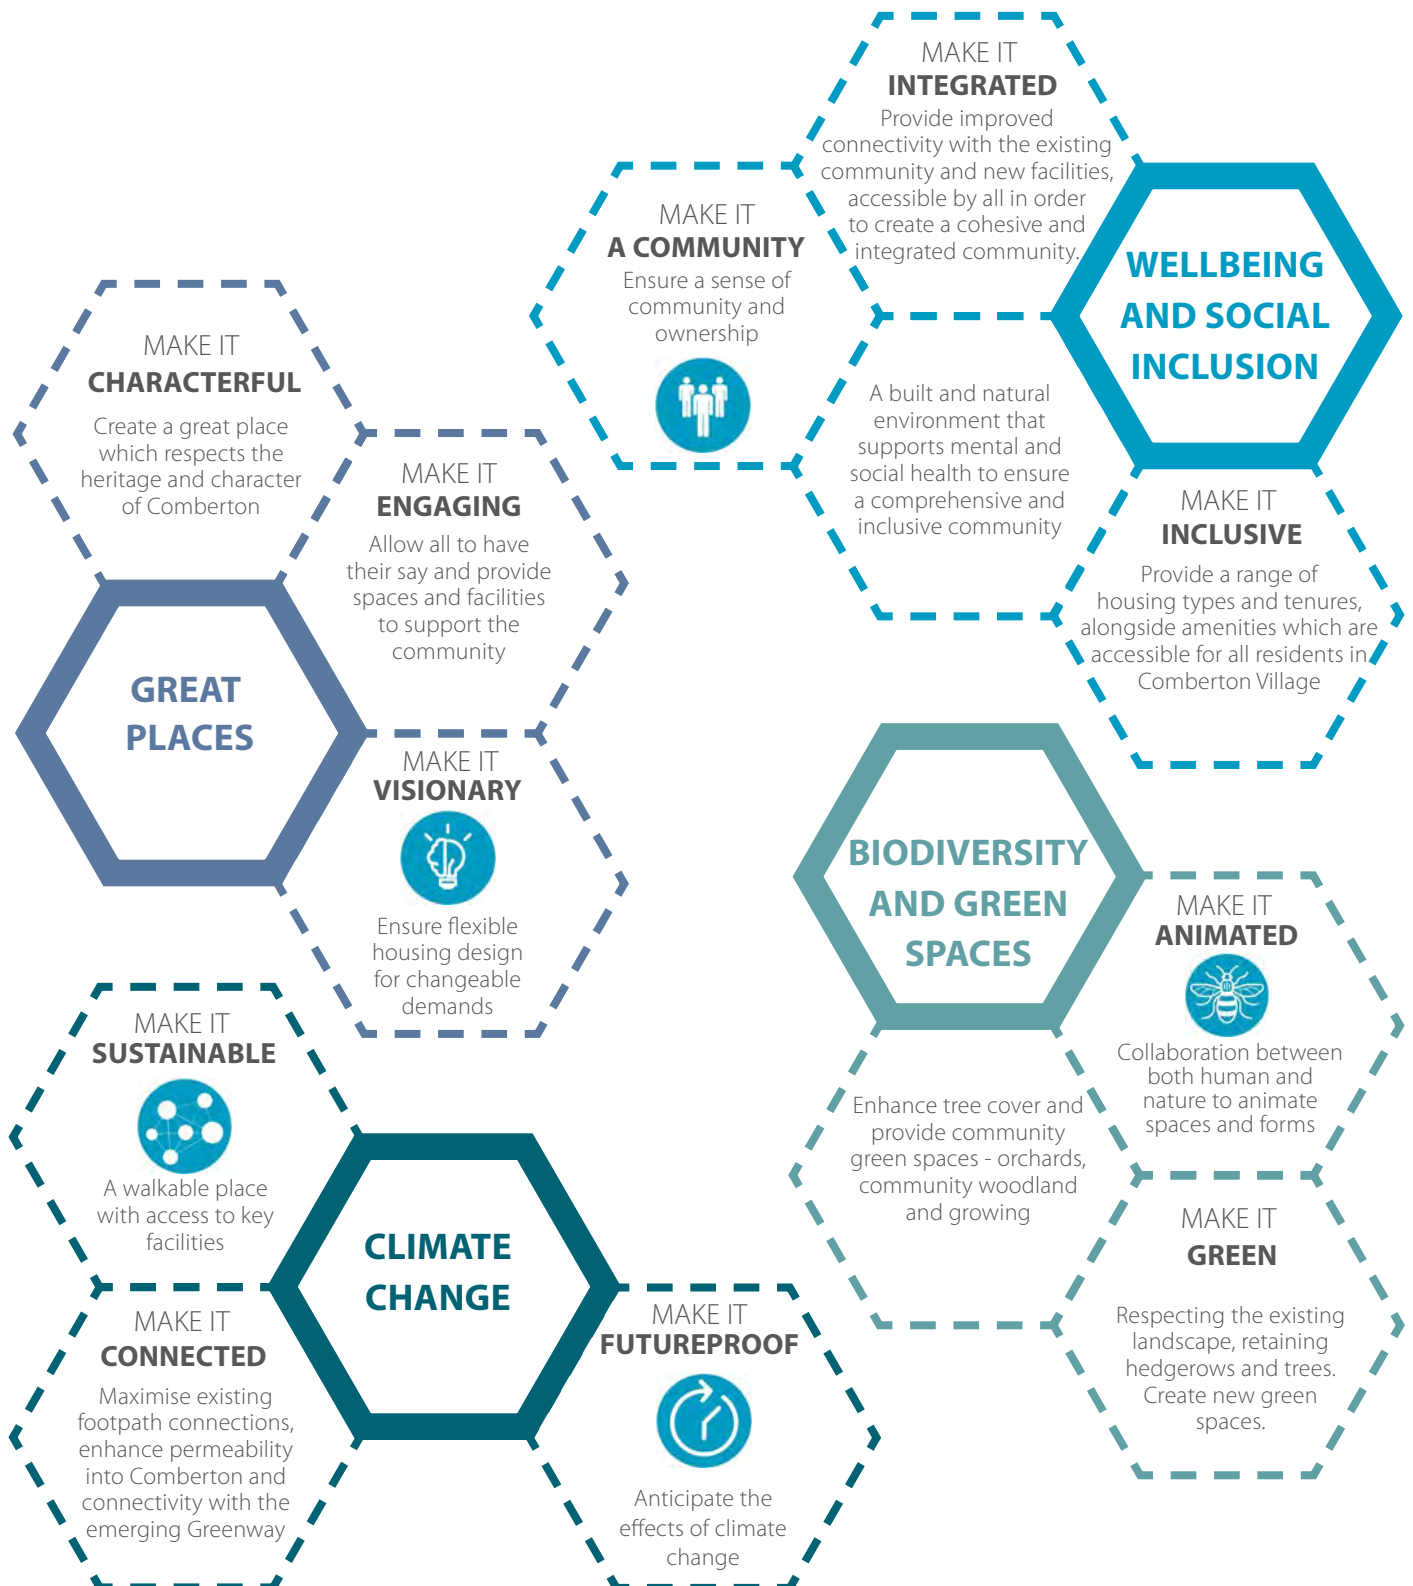 MAKE IT
INTEGRATED
Provide improved
connectivity with the existing
community and new facilities,
accessible by all in order
to create a cohesive and
integrated community.
MAKE IT
A COMMUNITY
Ensure a sense of
community and
ownership
WELLBEING
AND SOCIAL
INCLUSION
A built and natural
environment that
supports mental and
social health to ensure
a comprehensive and
inclusive community
MAKE IT
INCLUSIVE
Provide a range of
housing types and tenures,
alongside amenities which are
accessible for all residents in
Comberton Village
MAKE IT
CHARACTERFUL
Create a great place
which respects the
heritage and character
of Comberton
MAKE IT
ENGAGING
Allow all to have
their say and provide
spaces and facilities
to support the
community
GREAT
PLACES
MAKE IT
VISIONARY
Ensure flexible
housing design
for changeable
demands
BIODIVERSITY
AND GREEN
SPACES
MAKE IT
ANIMATED
Collaboration between
both human and
nature to animate
spaces and forms
Enhance tree cover and
provide community
green spaces - orchards,
community woodland
and growing
MAKE IT
GREEN
Respecting the existing
landscape, retaining
hedgerows and trees.
Create new green
spaces.
MAKE IT
SUSTAINABLE
A walkable place
with access to key
facilities
CLIMATE
CHANGE
MAKE IT
CONNECTED
Maximise existing
footpath connections,
enhance permeability
into Comberton and
connectivity with the
emerging Greenway
MAKE IT
FUTUREPROOF
Anticipate the
effects of climate
change